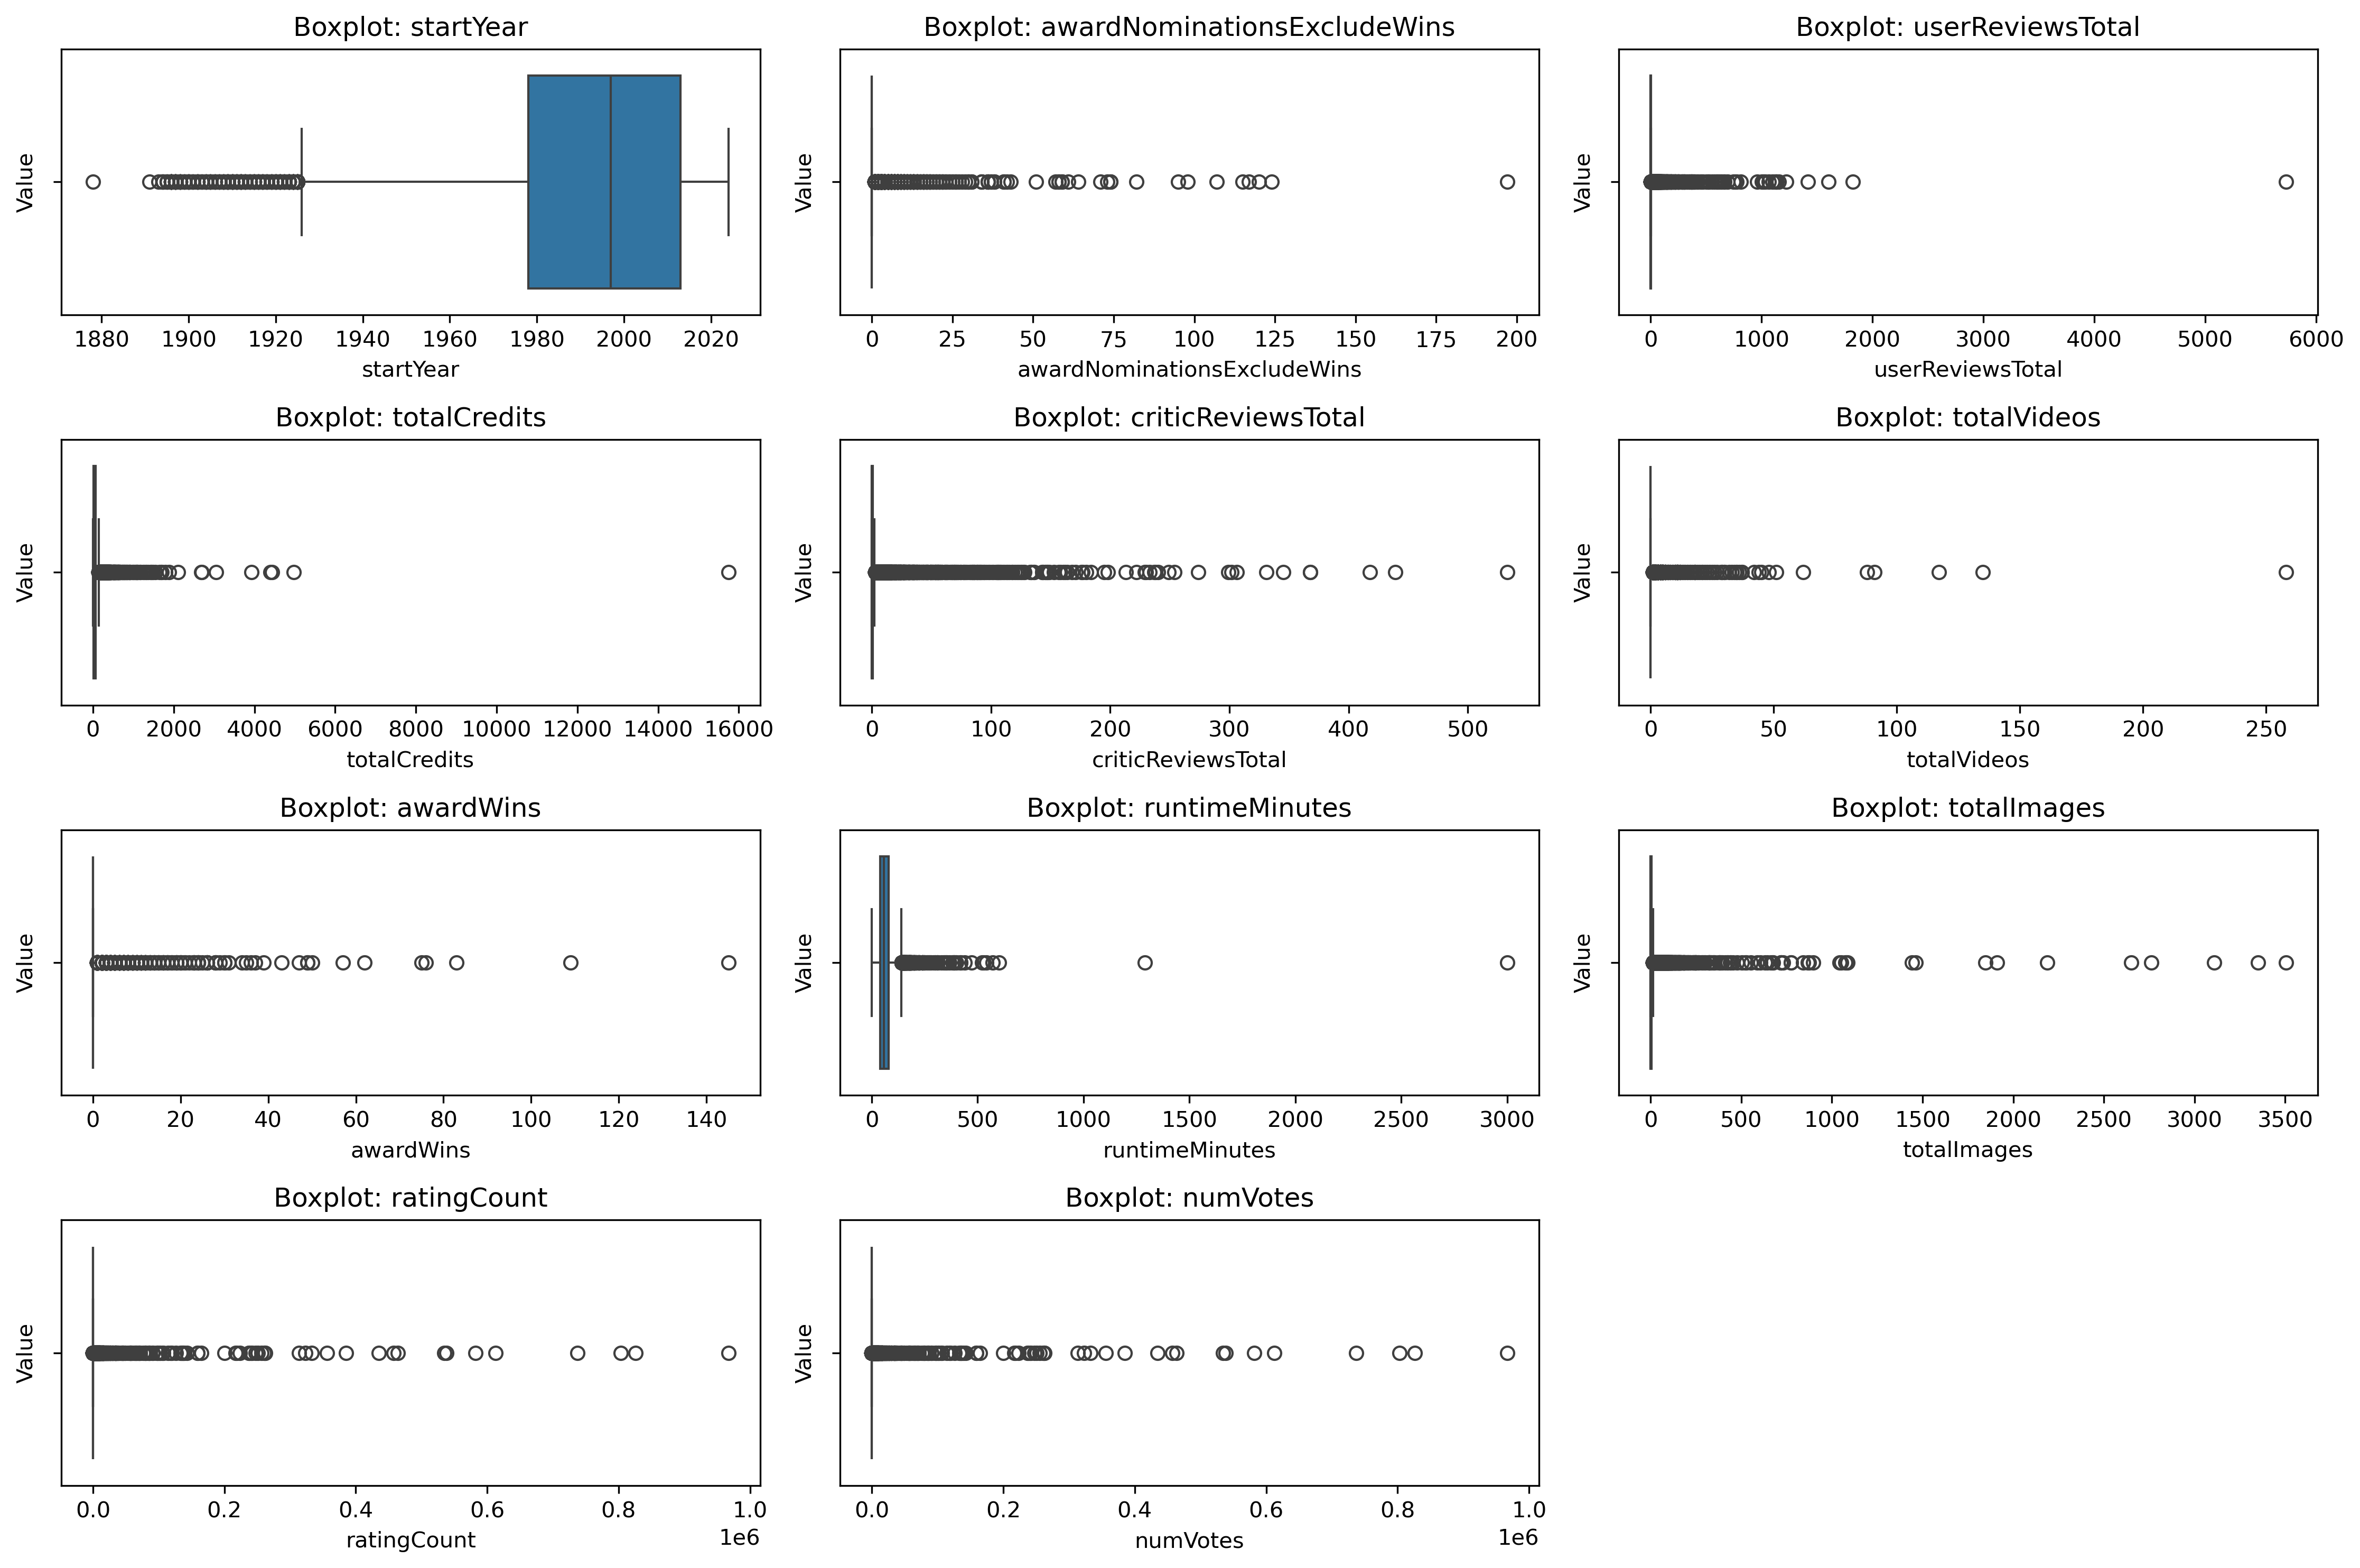 Boxplot: startYear
Value
1880 1900 1920 1940 1960 1980 2000 2020
startYear
Boxplot: awardNominationsExcludeWins
Value
0 25 50 75 100 125 150 175 200
awardNominationsExcludeWins
Boxplot: userReviewsTotal
Value
0 1000 2000 3000 4000 5000 6000
userReviewsTotal
Boxplot: totalCredits
Value
0 2000 4000 6000 8000 10000 12000 14000 16000
totalCredits
Boxplot: criticReviewsTotal
Value
0 100 200 300 400 500
criticReviewsTotal
Boxplot: totalVideos
Value
0 50 100 150 200 250
totalVideos
Boxplot: awardWins
Value
0 20 40 60 80 100 120 140
awardWins
Boxplot: runtimeMinutes
Value
0 500 1000 1500 2000 2500 3000
runtimeMinutes
Boxplot: totalImages
Value
0 500 1000 1500 2000 2500 3000 3500
totalImages
Boxplot: ratingCount
Value
0.0 0.2 0.4 0.6 0.8 1.0
1e6
ratingCount
Boxplot: numVotes
Value
0.0 0.2 0.4 0.6 0.8 1.0
1e6
numVotes